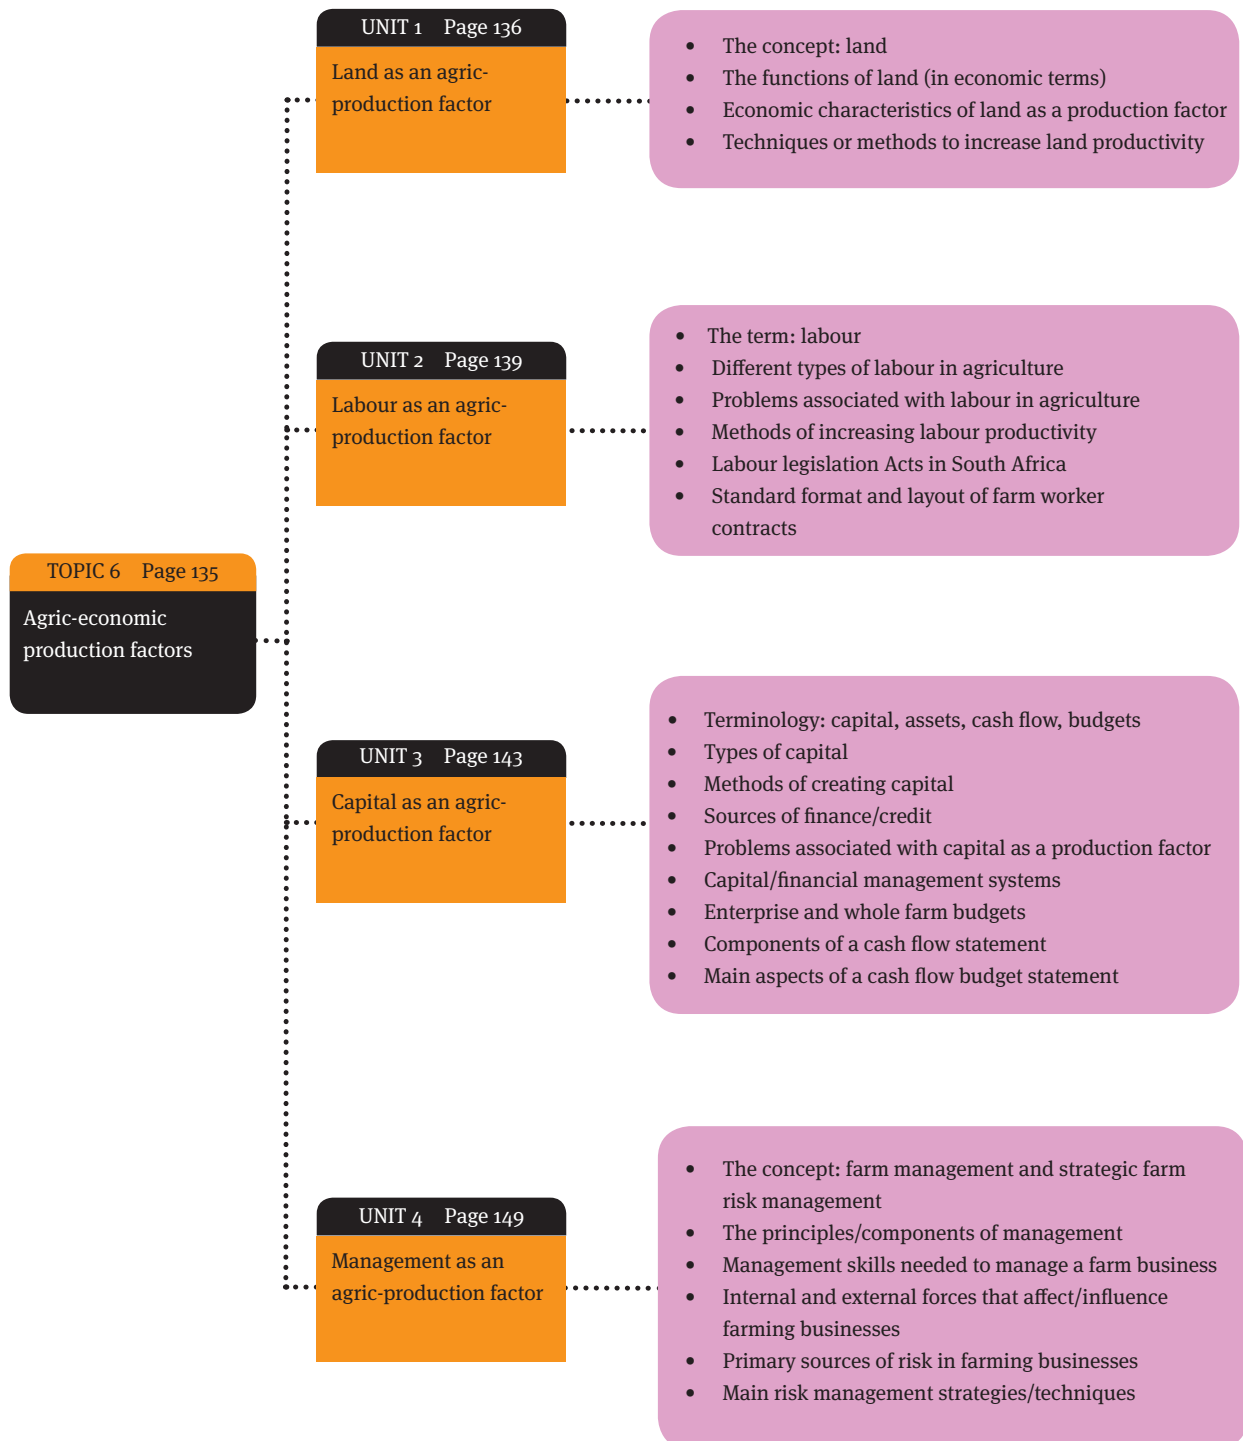 TOPIC 6 Page 135
Agric-economic
production factors
UNIT 1 Page 136
Land as an agric-
production factor
• The concept: land
• The functions of land (in economic terms)
• Economic characteristics of land as a production factor
• Techniques or methods to increase land productivity
UNIT 2 Page 139
Labour as an agric-
production factor
• The term: labour
• Different types of labour in agriculture
• Problems associated with labour in agriculture
• Methods of increasing labour productivity
• Labour legislation Acts in South Africa
• Standard format and layout of farm worker
contracts
UNIT 3 Page 143
Capital as an agric-
production factor
• Terminology: capital, assets, cash flow, budgets
• Types of capital
• Methods of creating capital
• Sources of finance/credit
• Problems associated with capital as a production factor
• Capital/financial management systems
• Enterprise and whole farm budgets
• Components of a cash flow statement
• Main aspects of a cash flow budget statement
UNIT 4 Page 149
Management as an
agric-production factor
• The concept: farm management and strategic farm
risk management
• The principles/components of management
• Management skills needed to manage a farm business
• Internal and external forces that affect/influence
farming businesses
• Primary sources of risk in farming businesses
• Main risk management strategies/techniques